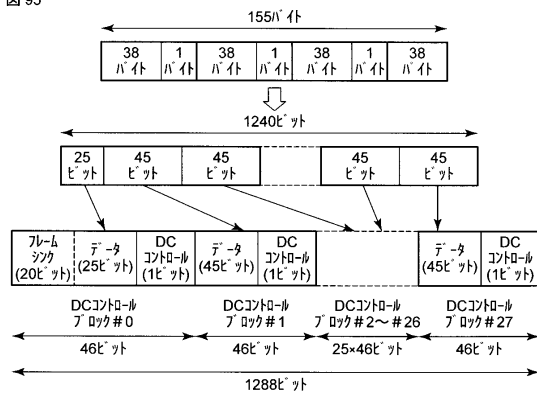 図 95
155バイト
38 バイト
1 バイト
38 バイト
1 バイト
38 バイト
1 バイト
38 バイト
1240ビット
25 ビット
45 ビット
45 ビット
45 ビット
45 ビット
フレーム シンク (20ビット)
データ (25ビット)
DC コントロール (1ビット)
データ (45ビット)
DC コントロール (1ビット)
データ (45ビット)
DC コントロール (1ビット)
DCコントロール ブロック#0
DCコントロール ブロック#1
DCコントロール ブロック#2〜#26
DCコントロール ブロック#27
46ビット
46ビット
25×46ビット
46ビット
1288ビット